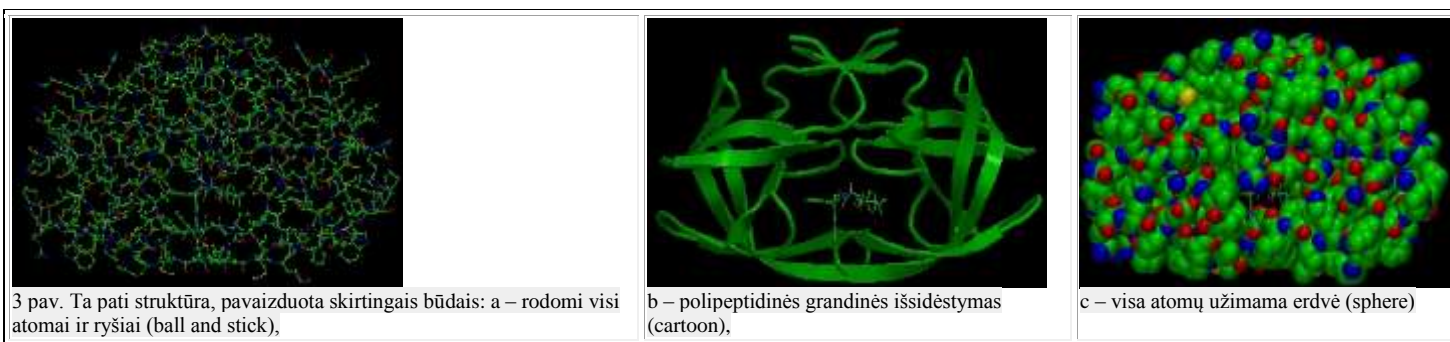 3 pav. Ta pati struktūra, pavaizduota skirtingais būdais: a – rodomi visi
atomai ir ryšiai (ball and stick),
b – polipeptidinės grandinės išsidėstymas
(cartoon),
c – visa atomų užimama erdvė (sphere)